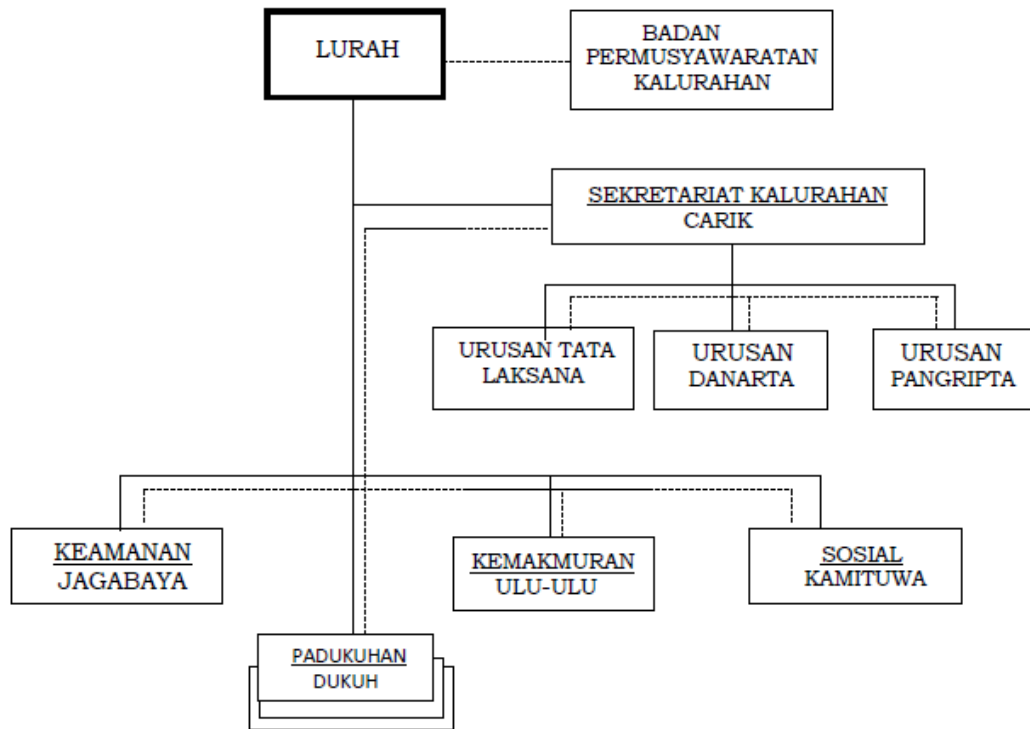 LURAH
BADAN
PERMUSYAWARATAN
KALURAHAN
SEKRETARIAT KALURAHAN
CARIK
URUSAN TATA
LAKSANA
URUSAN
DANARTA
URUSAN
PANGRIPTA
KEAMANAN
JAGABAYA
KEMAKMURAN
ULU-ULU
SOSIAL
KAMITUWA
PADUKUHAN
DUKUH